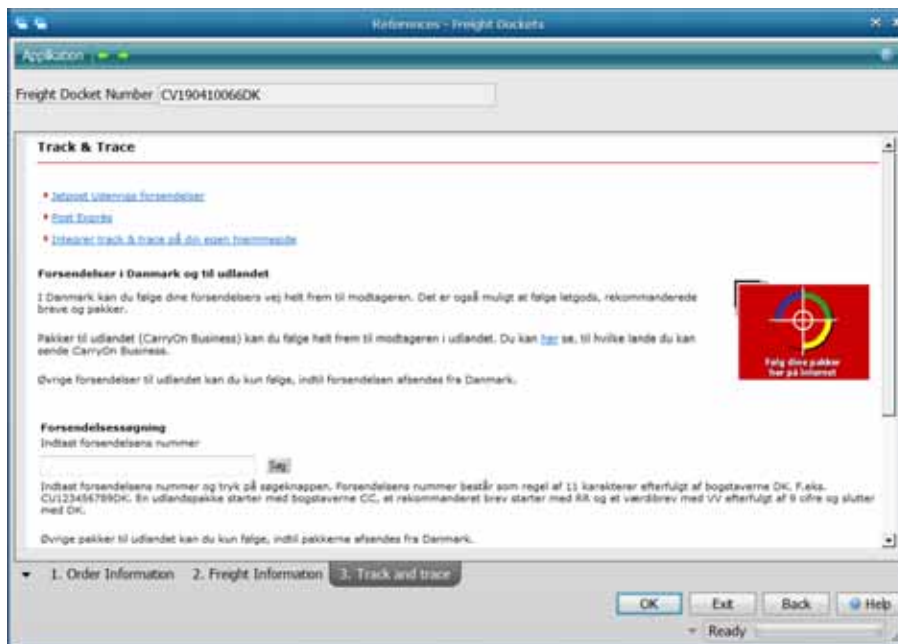 References - Freight Dockets
Applikation
Freight Docket Number CV190410066DK
Track & Trace
Jetpost Udenrigs forsendelser
Post Exprés
Integrer track & trace på din egen hjemmeside
Forsendelser i Danmark og til udlandet
I Danmark kan du følge dine forsendelsers vej helt frem til modtageren. Det er også muligt at følge letgods, rekommanderede
breve og pakker.
Pakker til udlandet (CarryOn Business) kan du følge helt frem til modtageren i udlandet. Du kan her se, til hvilke lande du kan
sende CarryOn Business.
Følg dine pakker
her på Internet
Øvrige forsendelser til udlandet kan du kun følge, indtil forsendelsen afsendes fra Danmark.
Forsendelsessøgning
Indtast forsendelsens nummer
Søg
Indtast forsendelsens nummer og tryk på søgeknappen. Forsendelsens nummer består som regel af 11 karakterer efterfulgt af bogstaverne DK. F.eks.
CU123456789DK. En udlandspakke starter med bogstaverne CC, et rekommanderet brev starter med RR og et værdibrev med VV efterfulgt af 9 cifre og slutter
med DK.
Øvrige pakker til udlandet kan du kun følge, indtil pakkerne afsendes fra Danmark.
1. Order Information 2. Freight Information 3. Track and trace
OK Exit Back Help
Ready